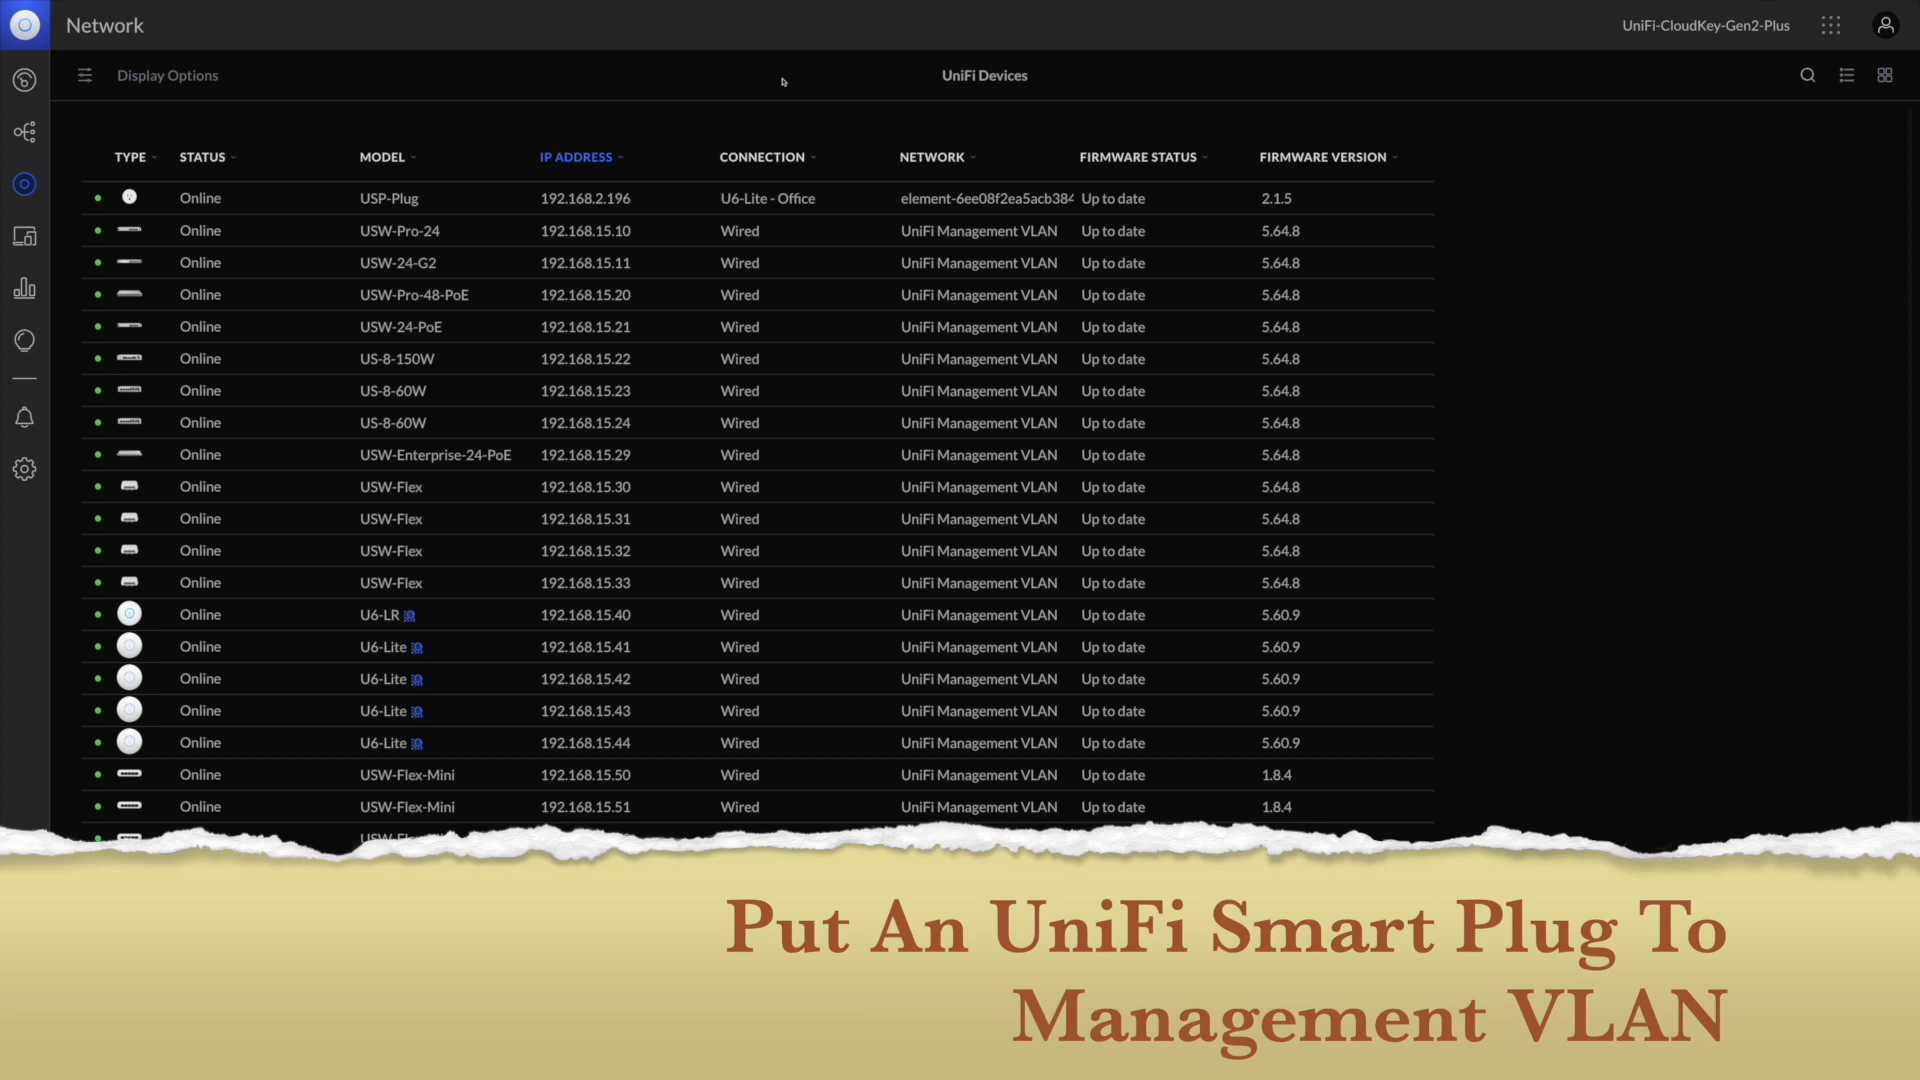 Network
UniFi-CloudKey-Gen2-Plus
Display Options
UniFi Devices
TYPE STATUS MODEL IP ADDRESS CONNECTION NETWORK FIRMWARE STATUS FIRMWARE VERSION
Online USP-Plug 192.168.2.196 U6-Lite - Office element-6ee08f2ea5acb384 Up to date 2.1.5
Online USW-Pro-24 192.168.15.10 Wired UniFi Management VLAN Up to date 5.64.8
Online USW-24-G2 192.168.15.11 Wired UniFi Management VLAN Up to date 5.64.8
Online USW-Pro-48-PoE 192.168.15.20 Wired UniFi Management VLAN Up to date 5.64.8
Online USW-24-PoE 192.168.15.21 Wired UniFi Management VLAN Up to date 5.64.8
Online US-8-150W 192.168.15.22 Wired UniFi Management VLAN Up to date 5.64.8
Online US-8-60W 192.168.15.23 Wired UniFi Management VLAN Up to date 5.64.8
Online US-8-60W 192.168.15.24 Wired UniFi Management VLAN Up to date 5.64.8
Online USW-Enterprise-24-PoE 192.168.15.29 Wired UniFi Management VLAN Up to date 5.64.8
Online USW-Flex 192.168.15.30 Wired UniFi Management VLAN Up to date 5.64.8
Online USW-Flex 192.168.15.31 Wired UniFi Management VLAN Up to date 5.64.8
Online USW-Flex 192.168.15.32 Wired UniFi Management VLAN Up to date 5.64.8
Online USW-Flex 192.168.15.33 Wired UniFi Management VLAN Up to date 5.64.8
Online U6-LR 192.168.15.40 Wired UniFi Management VLAN Up to date 5.60.9
Online U6-Lite 192.168.15.41 Wired UniFi Management VLAN Up to date 5.60.9
Online U6-Lite 192.168.15.42 Wired UniFi Management VLAN Up to date 5.60.9
Online U6-Lite 192.168.15.43 Wired UniFi Management VLAN Up to date 5.60.9
Online U6-Lite 192.168.15.44 Wired UniFi Management VLAN Up to date 5.60.9
Online USW-Flex-Mini 192.168.15.50 Wired UniFi Management VLAN Up to date 1.8.4
Online USW-Flex-Mini 192.168.15.51 Wired UniFi Management VLAN Up to date 1.8.4
Put An UniFi Smart Plug To
Management VLAN